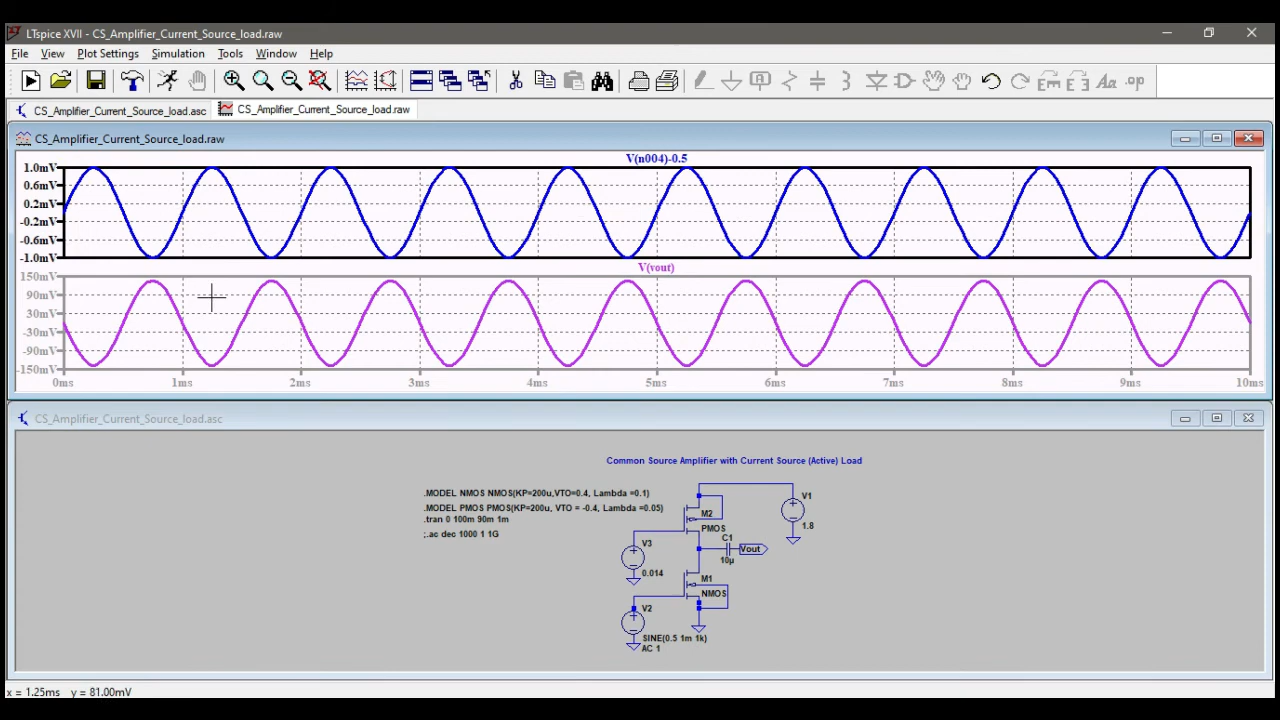 LTspice XVII - CS_Amplifier_Current_Source_load.raw
File View Plot Settings Simulation Tools Window Help
CS_Amplifier_Current_Source_load.asc CS_Amplifier_Current_Source_load.raw
CS_Amplifier_Current_Source_load.raw
V(n004)-0.5
1.0mV
0.6mV
0.2mV
-0.2mV
-0.6mV
-1.0mV
V(vout)
150mV
90mV
30mV
-30mV
-90mV
-150mV
0ms 1ms 2ms 3ms 4ms 5ms 6ms 7ms 8ms 9ms 10ms
CS_Amplifier_Current_Source_load.asc
Common Source Amplifier with Current Source (Active) Load
.MODEL NMOS NMOS(KP=200u,VTO=0.4, Lambda =0.1)
.MODEL PMOS PMOS(KP=200u, VTO = -0.4, Lambda =0.05)
.tran 0 100m 90m 1m
;.ac dec 1000 1 1G
V1
1.8
M2
PMOS
C1
10µ
Vout
V3
0.014
M1
NMOS
V2
SINE(0.5 1m 1k)
AC 1
x = 1.25ms y = 81.00mV